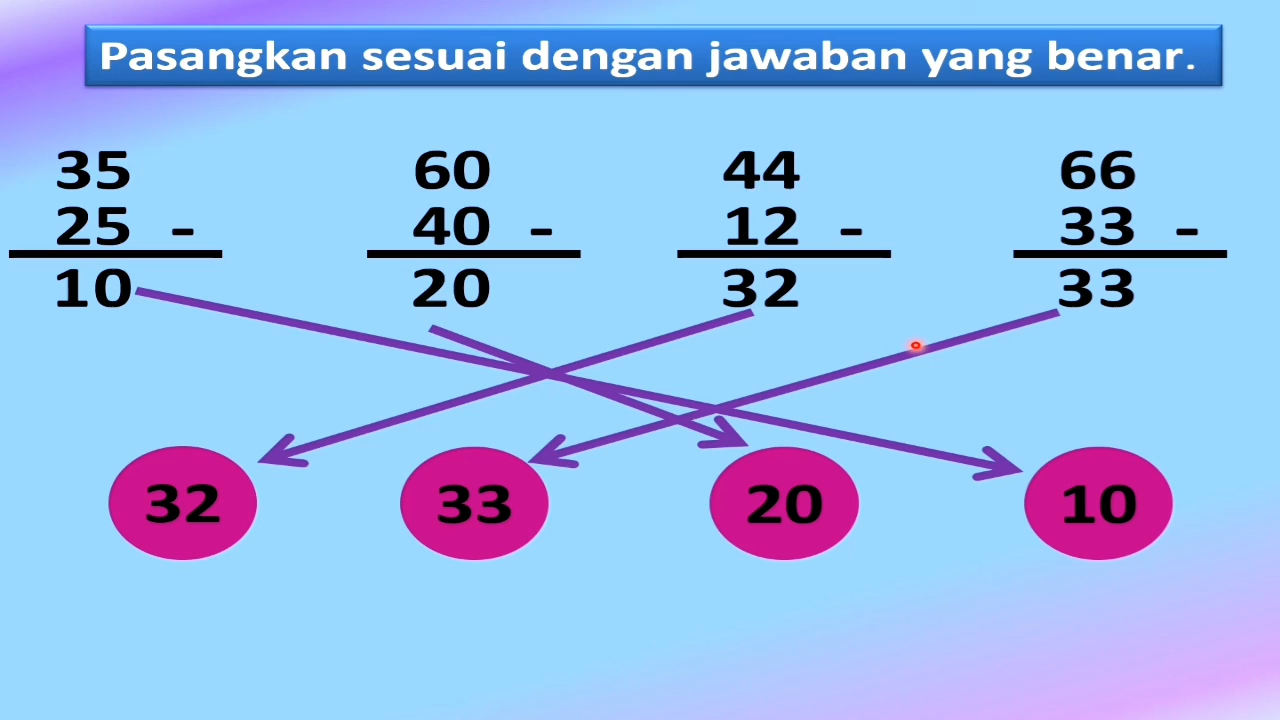 Pasangkan sesuai dengan jawaban yang benar.
35 60 44 66
25 - 40 - 12 - 33 -
10 20 32 33
32 33 20 10